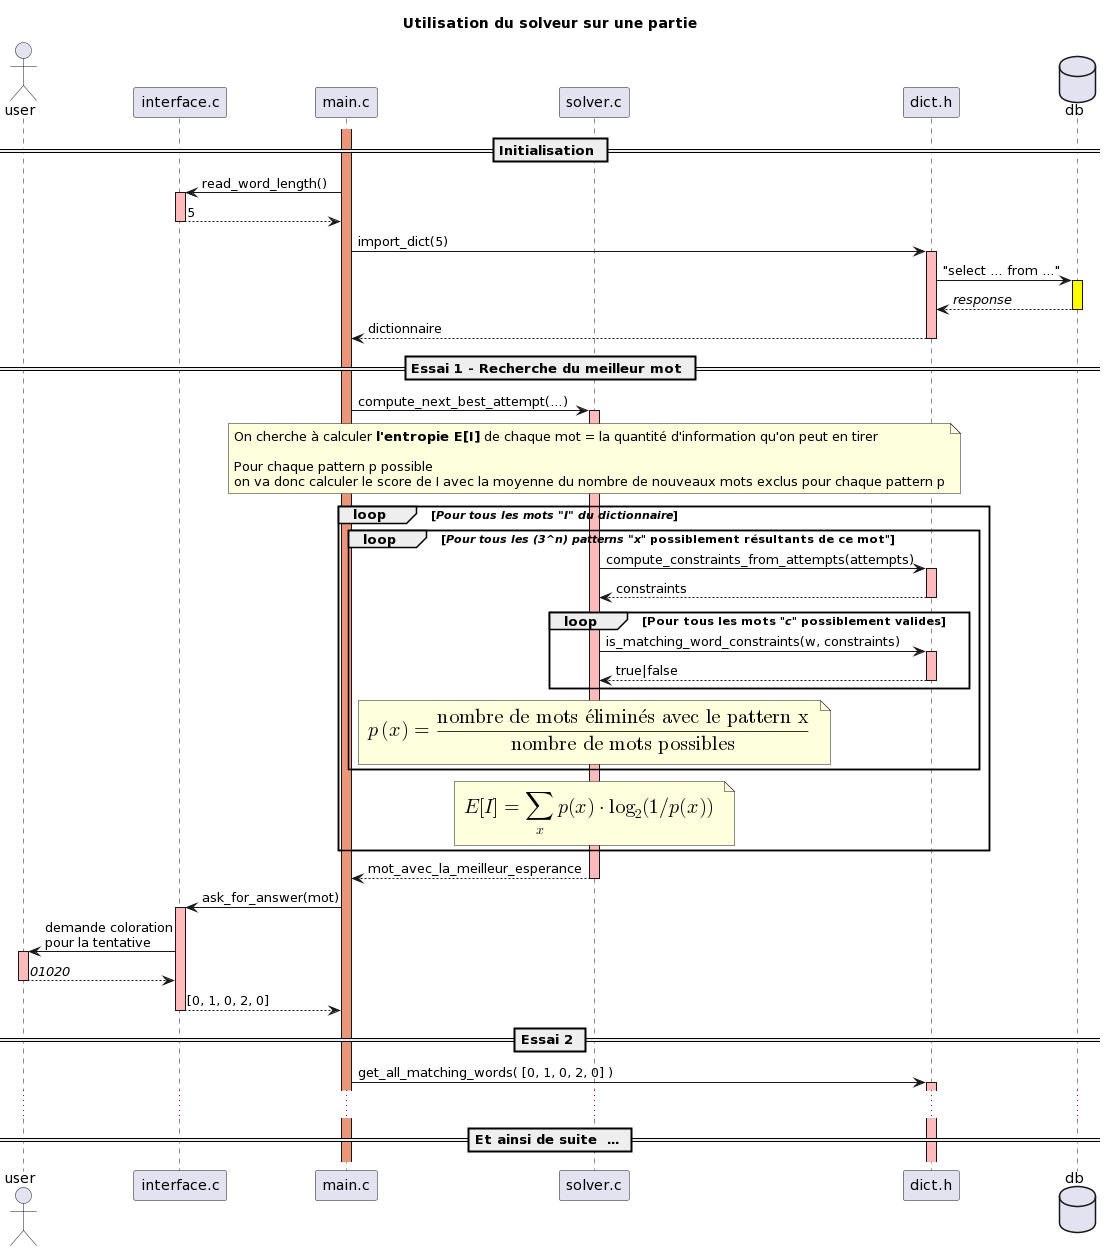 Utilisation du solveur sur une partie
user
interface.c
main.c
solver.c
dict.h
db
Initialisation
read_word_length()
5
import_dict(5)
"select ... from ..."
response
dictionnaire
Essai 1 - Recherche du meilleur mot
compute_next_best_attempt(...)
On cherche à calculer l'entropie E[I] de chaque mot = la quantité d'information qu'on peut en tirer
Pour chaque pattern p possible
on va donc calculer le score de I avec la moyenne du nombre de nouveaux mots exclus pour chaque pattern p
loop [Pour tous les mots "I" du dictionnaire]
loop [Pour tous les (3^n) patterns "x" possiblement résultants de ce mot"]
compute_constraints_from_attempts(attempts)
constraints
loop [Pour tous les mots "c" possiblement valides]
is_matching_word_constraints(w, constraints)
true|false
p(x) = nombre de mots éliminés avec le pattern x / nombre de mots possibles
E[I] = ∑x p(x) · log₂(1/p(x))
mot_avec_la_meilleur_esperance
ask_for_answer(mot)
demande coloration
pour la tentative
01020
[0, 1, 0, 2, 0]
Essai 2
get_all_matching_words( [0, 1, 0, 2, 0] )
Et ainsi de suite ...
user
interface.c
main.c
solver.c
dict.h
db